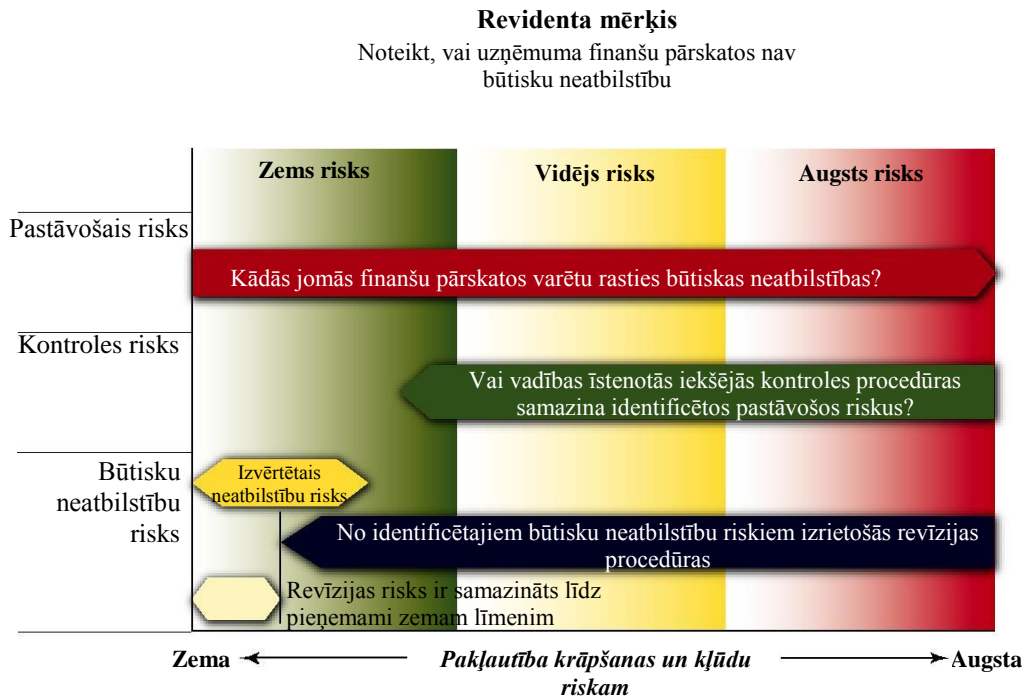 Revidenta mērķis
Noteikt, vai uzņēmuma finanšu pārskatos nav
būtisku neatbilstību
Zems risks
Vidējs risks
Augsts risks
Pastāvošais risks
Kādās jomās finanšu pārskatos varētu rasties būtiskas neatbilstības?
Kontroles risks
Vai vadības īstenotās iekšējās kontroles procedūras
samazina identificētos pastāvošos riskus?
Būtisku
neatbilstību
risks
Izvērtētais
neatbilstību risks
No identificētajiem būtisku neatbilstību riskiem izrietošās revīzijas
procedūras
Revīzijas risks ir samazināts līdz
pieņemami zemam līmenim
Zema
Pakļautība krāpšanas un kļūdu
riskam
Augsta